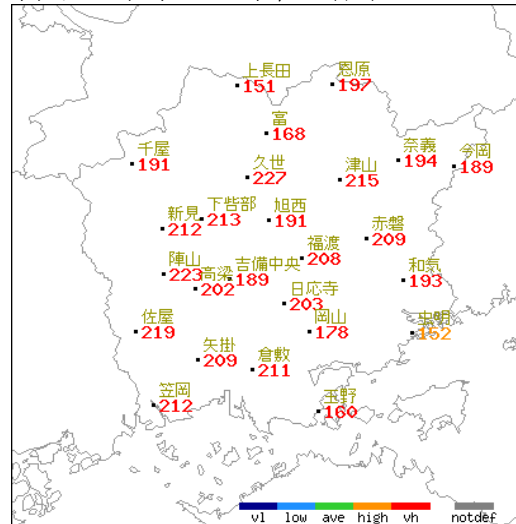 上長田
151
恩原
197
富
168
千屋
191
奈義
194
今岡
189
久世
227
津山
215
下呰部
213
旭西
191
新見
212
赤磐
209
福渡
208
陣山
223
高梁
202
吉備中央
189
和気
193
日応寺
203
佐屋
219
岡山
178
虫明
152
矢掛
209
倉敷
211
笠岡
212
玉野
160
vl low ave high vh notdef